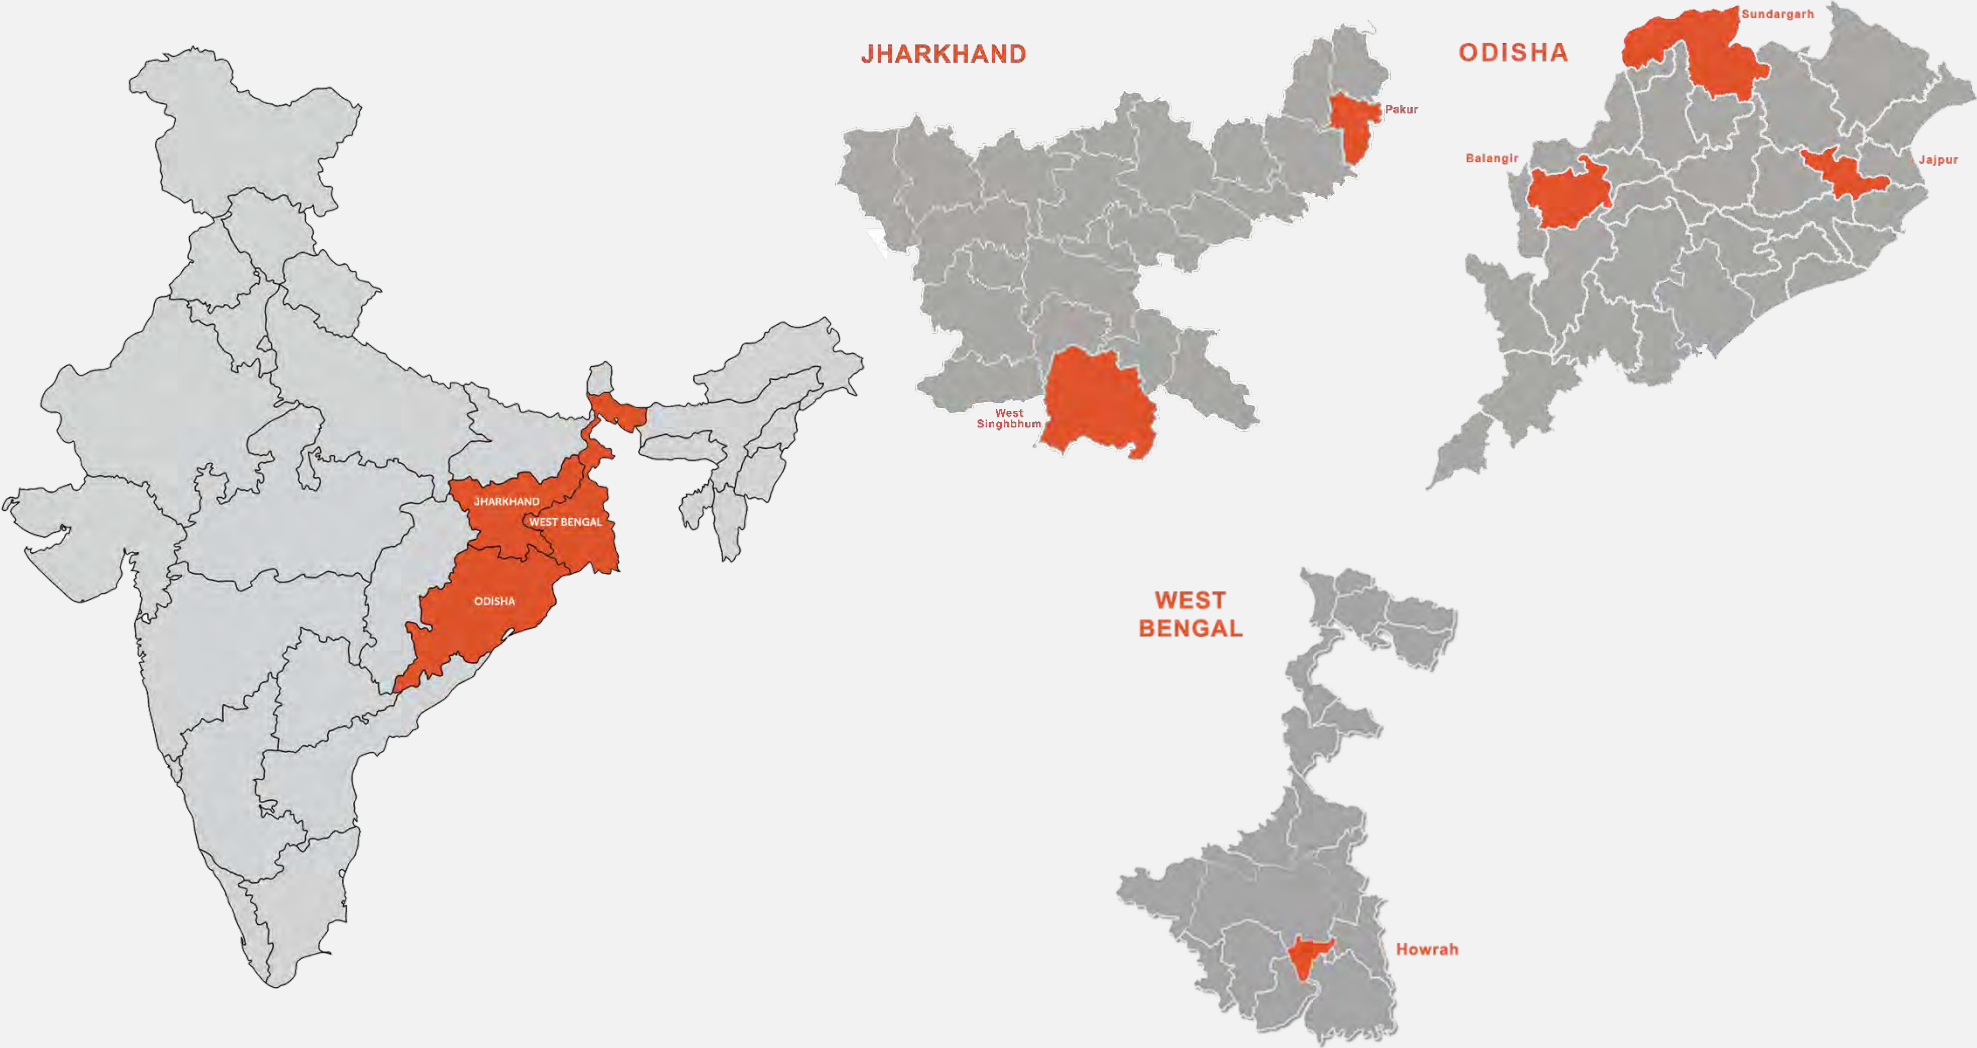 JHARKHAND
WEST BENGAL
ODISHA
JHARKHAND
Pakur
West
Singhbhum
ODISHA
Sundargarh
Balangir
Jajpur
WEST
BENGAL
Howrah